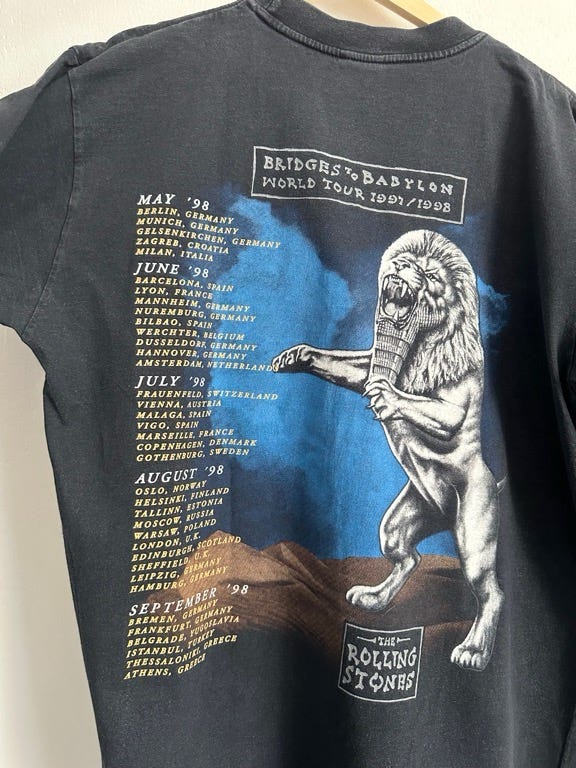 BRIDGES TO BABYLON
WORLD TOUR 1997/1998
MAY '98
BERLIN, GERMANY
MUNICH, GERMANY
GELSENKIRCHEN, GERMANY
ZAGREB, CROATIA
MILAN, ITALIA
JUNE '98
BARCELONA, SPAIN
LYON, FRANCE
MANNHEIM, GERMANY
NUREMBURG, GERMANY
BILBAO, SPAIN
WERCHTER, BELGIUM
DUSSELDORF, GERMANY
HANNOVER, GERMANY
AMSTERDAM, NETHERLAND
JULY '98
FRAUENFELD, SWITZERLAND
VIENNA, AUSTRIA
MALAGA, SPAIN
VIGO, SPAIN
MARSEILLE, FRANCE
COPENHAGEN, DENMARK
GOTHENBURG, SWEDEN
AUGUST '98
OSLO, NORWAY
HELSINKI, FINLAND
TALLINN, ESTONIA
MOSCOW, RUSSIA
WARSAW, POLAND
LONDON, U.K.
EDINBURGH, SCOTLAND
SHEFFIELD, U.K.
LEIPZIG, GERMANY
HAMBURG, GERMANY
SEPTEMBER '98
BREMEN, GERMANY
FRANKFURT, GERMANY
BELGRADE, YUGOSLAVIA
ISTANBUL, TURKEY
THESSALONIKI, GREECE
ATHENS, GREECE
THE
ROLLING
STONES